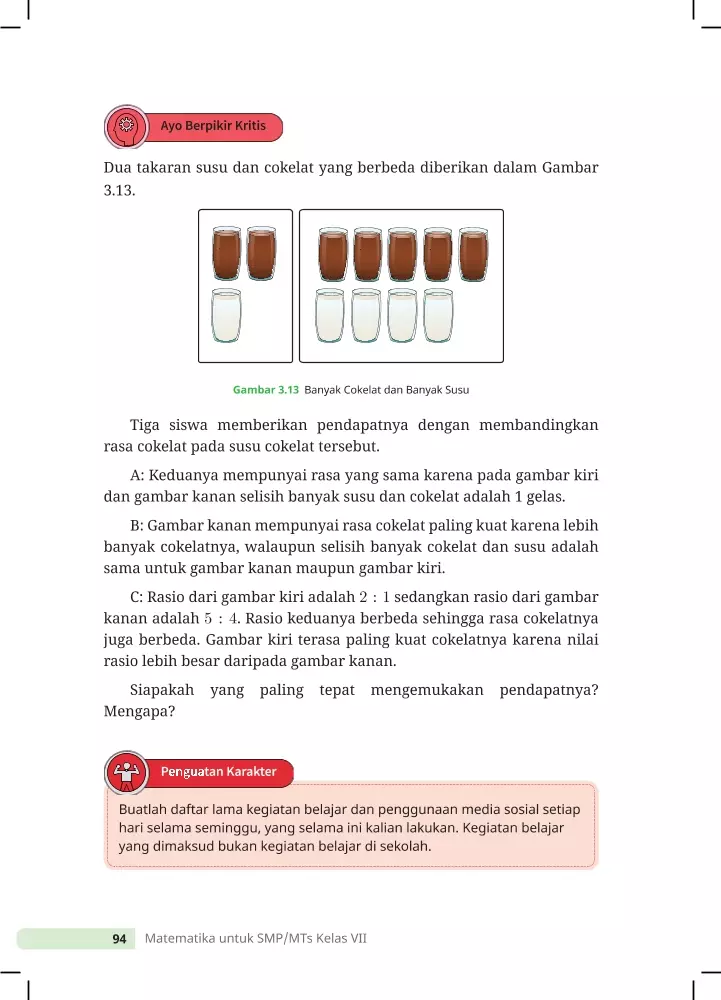 Ayo Berpikir Kritis
Dua takaran susu dan cokelat yang berbeda diberikan dalam Gambar
3.13.
Gambar 3.13 Banyak Cokelat dan Banyak Susu
Tiga siswa memberikan pendapatnya dengan membandingkan
rasa cokelat pada susu cokelat tersebut.
A: Keduanya mempunyai rasa yang sama karena pada gambar kiri
dan gambar kanan selisih banyak susu dan cokelat adalah 1 gelas.
B: Gambar kanan mempunyai rasa cokelat paling kuat karena lebih
banyak cokelatnya, walaupun selisih banyak cokelat dan susu adalah
sama untuk gambar kanan maupun gambar kiri.
C: Rasio dari gambar kiri adalah 2 : 1 sedangkan rasio dari gambar
kanan adalah 5 : 4. Rasio keduanya berbeda sehingga rasa cokelatnya
juga berbeda. Gambar kiri terasa paling kuat cokelatnya karena nilai
rasio lebih besar daripada gambar kanan.
Siapakah yang paling tepat mengemukakan pendapatnya?
Mengapa?
Penguatan Karakter
Buatlah daftar lama kegiatan belajar dan penggunaan media sosial setiap
hari selama seminggu, yang selama ini kalian lakukan. Kegiatan belajar
yang dimaksud bukan kegiatan belajar di sekolah.
94 Matematika untuk SMP/MTs Kelas VII